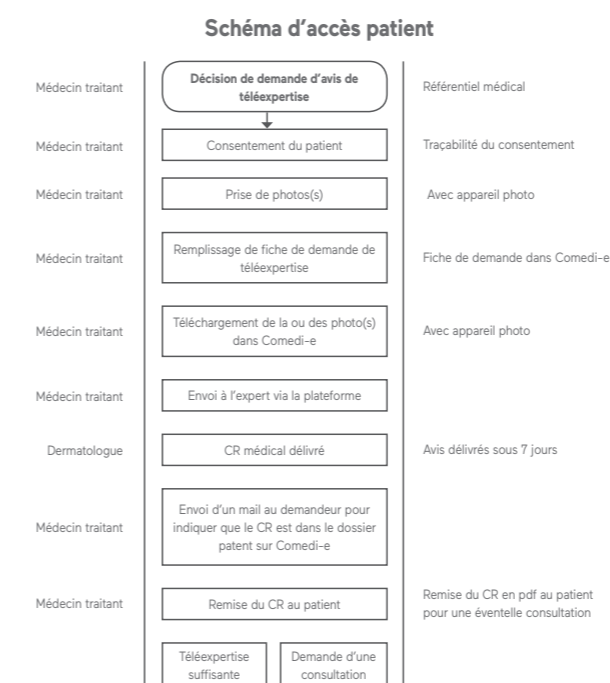 Schéma d'accès patient
Médecin traitant
Décision de demande d'avis de
téléexpertise
Référentiel médical
Médecin traitant
Consentement du patient
Traçabilité du consentement
Médecin traitant
Prise de photos(s)
Avec appareil photo
Médecin traitant
Remplissage de fiche de demande de
téléexpertise
Fiche de demande dans Comedi-e
Médecin traitant
Téléchargement de la ou des photo(s)
dans Comedi-e
Avec appareil photo
Médecin traitant
Envoi à l'expert via la plateforme
Dermatologue
CR médical délivré
Avis délivrés sous 7 jours
Médecin traitant
Envoi d'un mail au demandeur pour
indiquer que le CR est dans le dossier
patent sur Comedi-e
Médecin traitant
Remise du CR au patient
Remise du CR en pdf au patient
pour une éventelle consultation
Téléexpertise
suffisante
Demande d'une
consultation